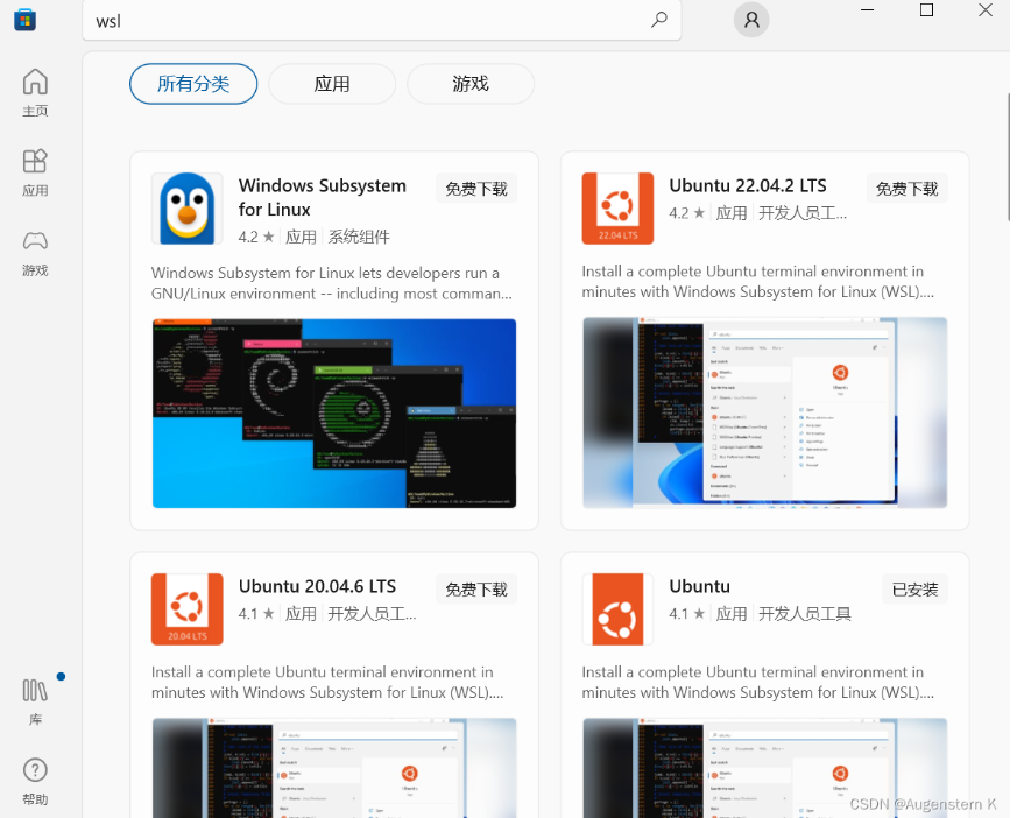 wsl
所有分类
应用
游戏
主页
应用
游戏
Windows Subsystem
for Linux
免费下载
4.2 ★ 应用 系统组件
Windows Subsystem for Linux lets developers run a
GNU/Linux environment -- including most comman...
22.04 LTS
Ubuntu 22.04.2 LTS
免费下载
4.2 ★ 应用 开发人员工...
Install a complete Ubuntu terminal environment in
minutes with Windows Subsystem for Linux (WSL)....
20.04 LTS
Ubuntu 20.04.6 LTS
免费下载
4.1 ★ 应用 开发人员工...
Install a complete Ubuntu terminal environment in
minutes with Windows Subsystem for Linux (WSL)....
Ubuntu
已安装
4.1 ★ 应用 开发人员工具
Install a complete Ubuntu terminal environment in
minutes with Windows Subsystem for Linux (WSL)....
库
帮助
CSDN @Augenstern K